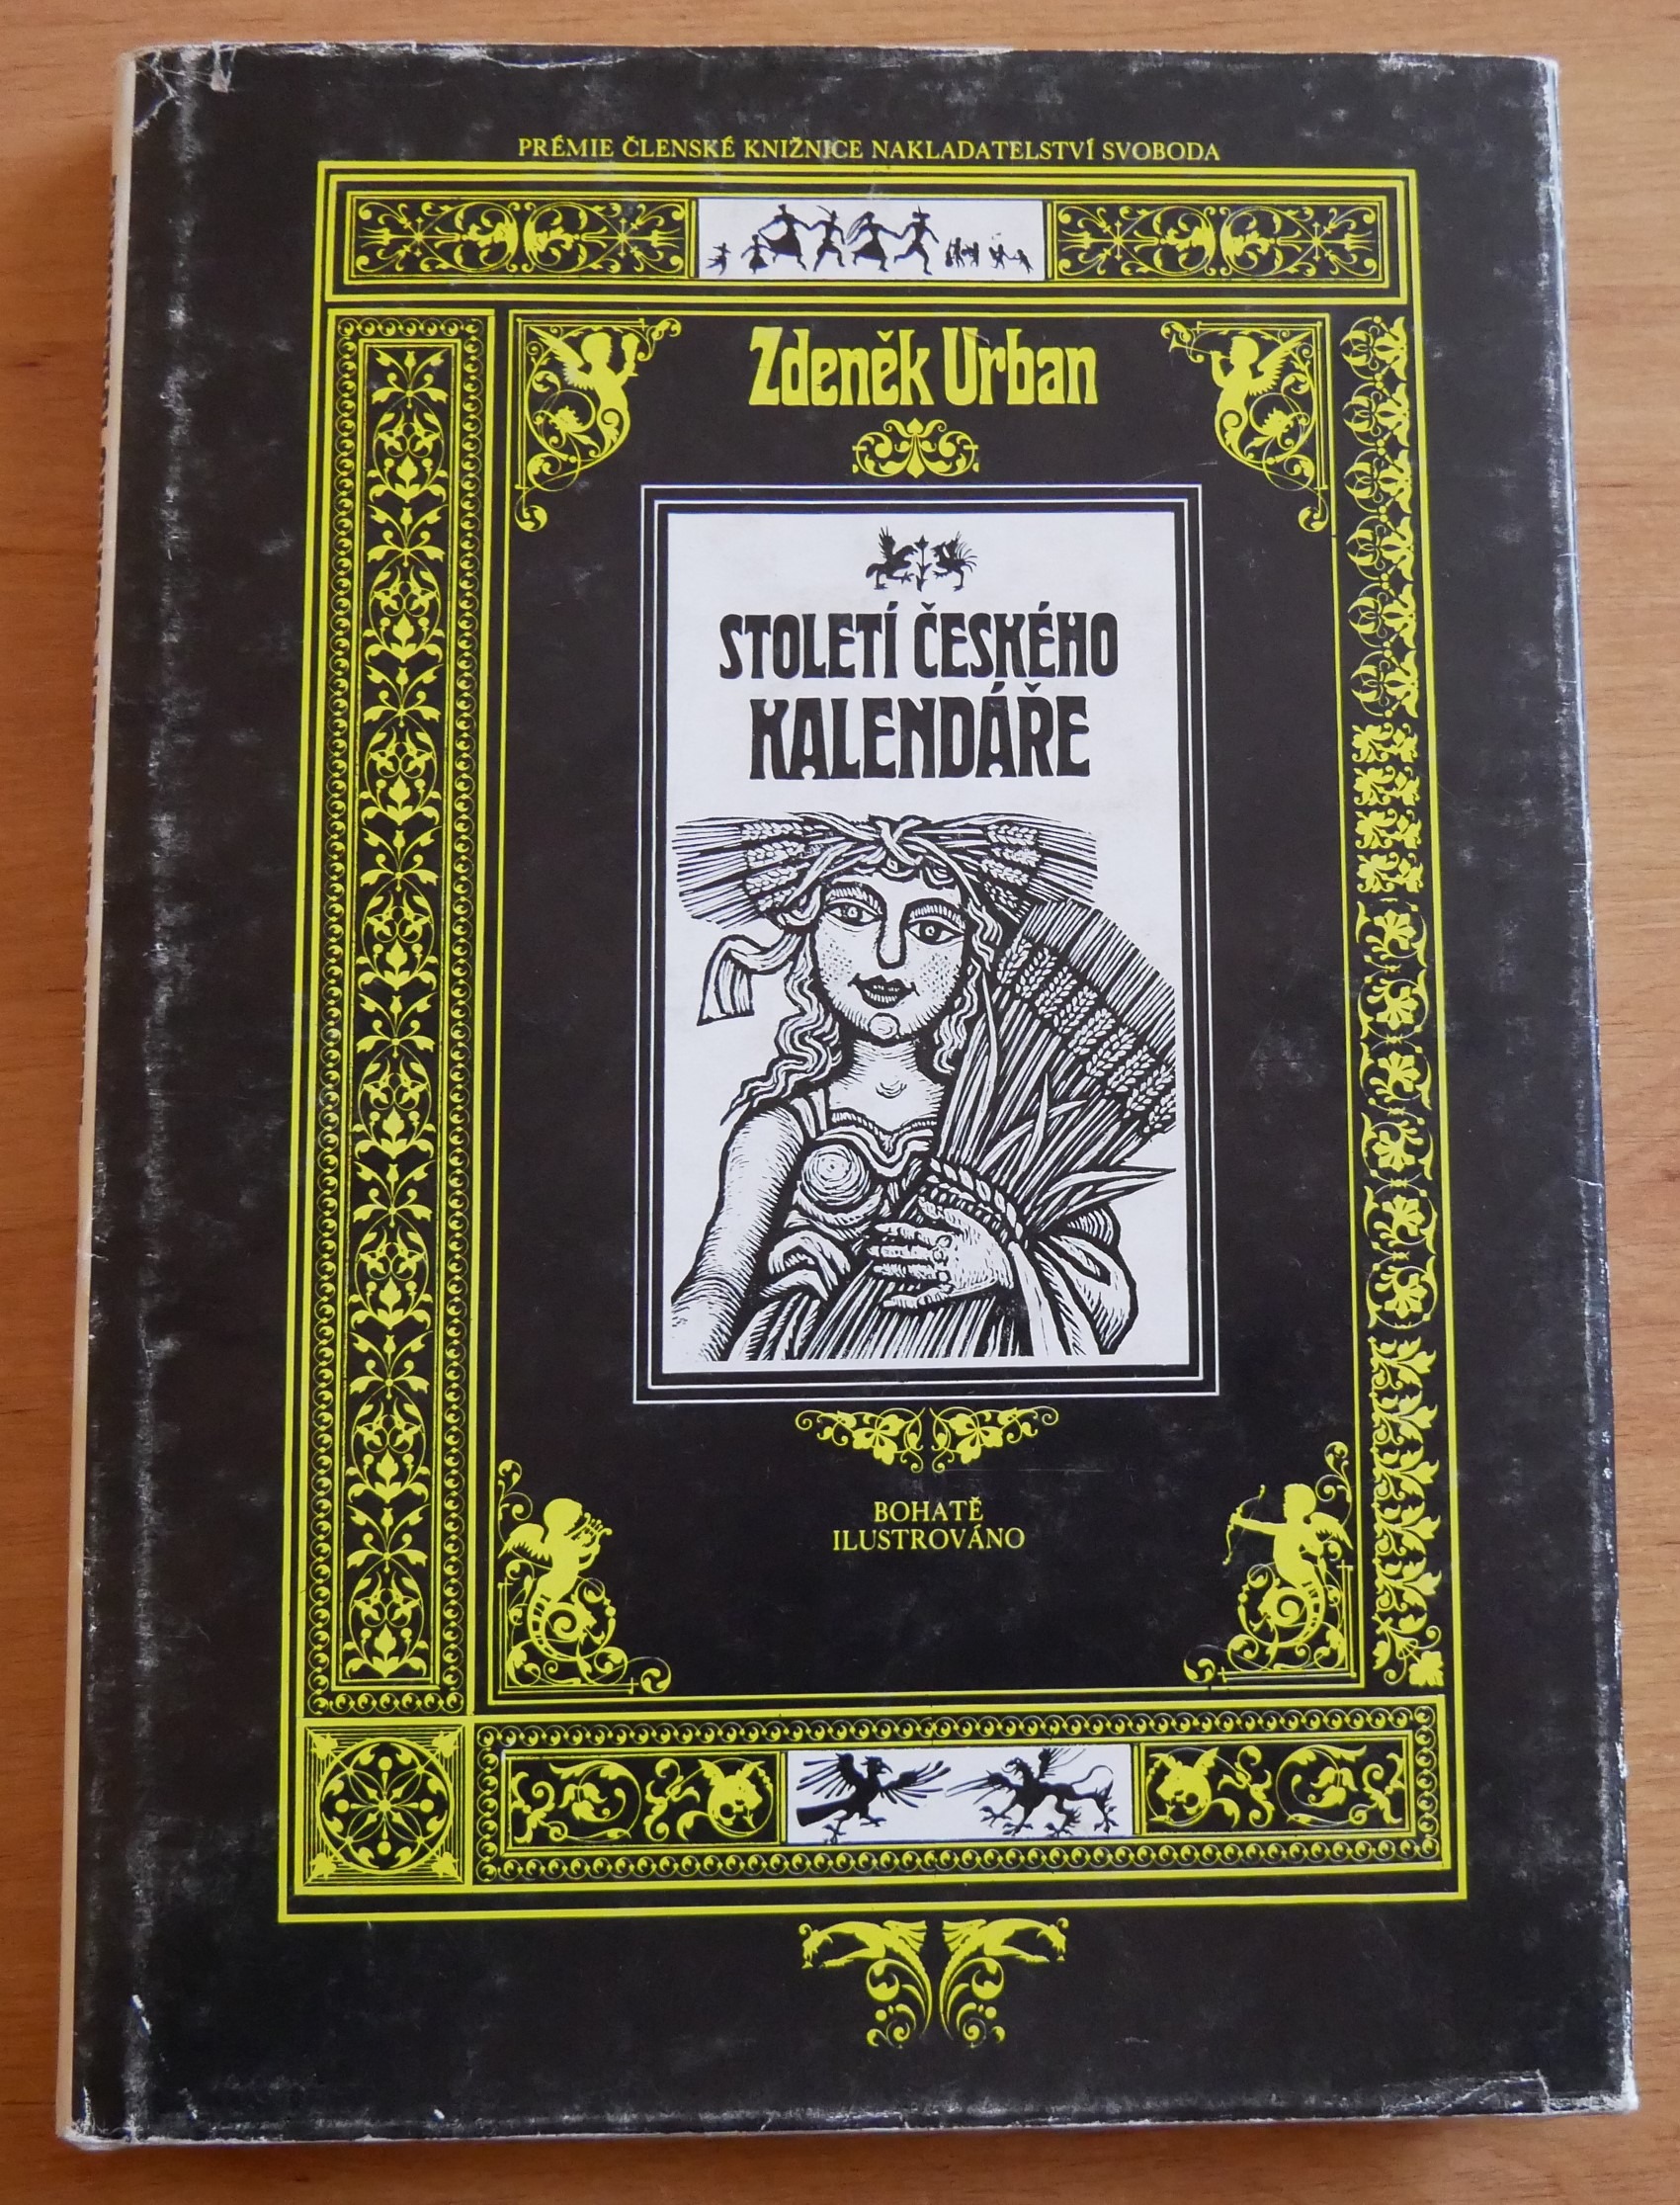 PRÉMIE ČLENSKÉ KNIŽNICE NAKLADATELSTVÍ SVOBODA
Zdeněk Urban
STOLETÍ ČESKÉHO
KALENDÁŘE
BOHATĚ
ILUSTROVÁNO